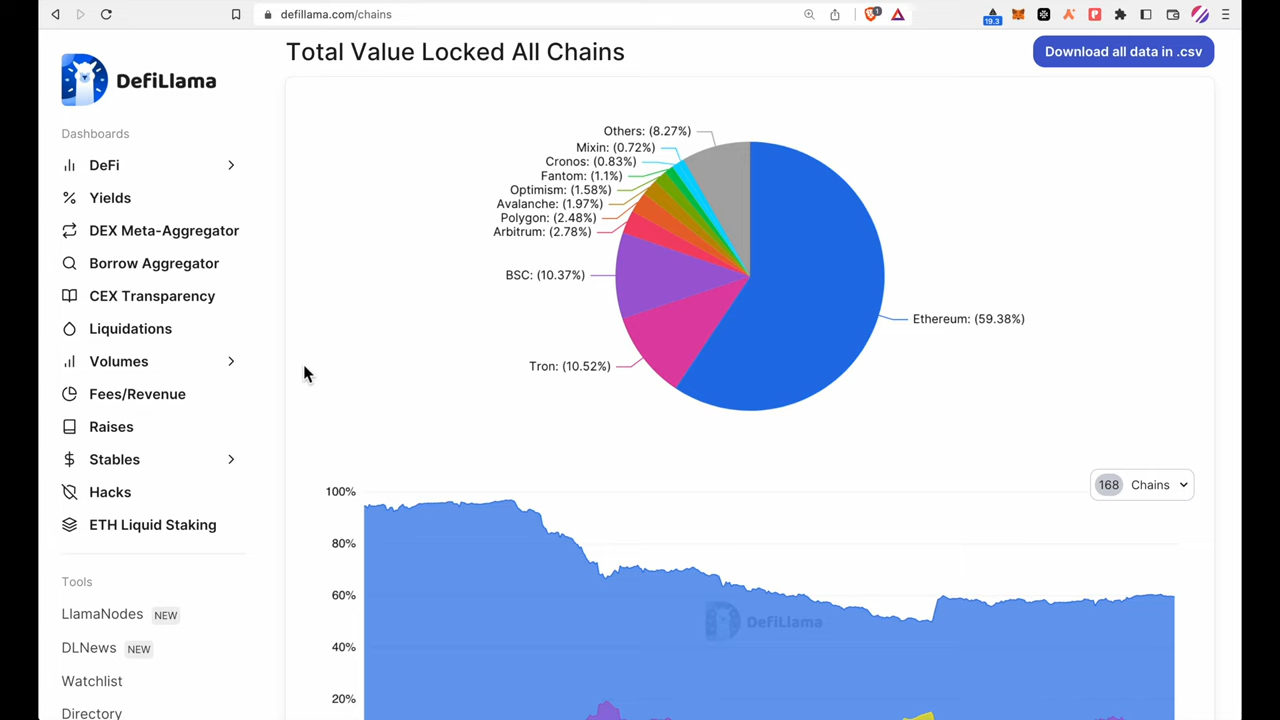 defillama.com/chains
1
19.3
DefiLlama
Dashboards
DeFi
Yields
DEX Meta-Aggregator
Borrow Aggregator
CEX Transparency
Liquidations
Volumes
Fees/Revenue
Raises
Stables
Hacks
ETH Liquid Staking
Tools
LlamaNodes NEW
DLNews NEW
Watchlist
Directory
Total Value Locked All Chains
Download all data in .csv
Others: (8.27%)
Mixin: (0.72%)
Cronos: (0.83%)
Fantom: (1.1%)
Optimism: (1.58%)
Avalanche: (1.97%)
Polygon: (2.48%)
Arbitrum: (2.78%)
BSC: (10.37%)
Ethereum: (59.38%)
Tron: (10.52%)
168 Chains
100%
80%
60%
40%
20%
DefiLlama